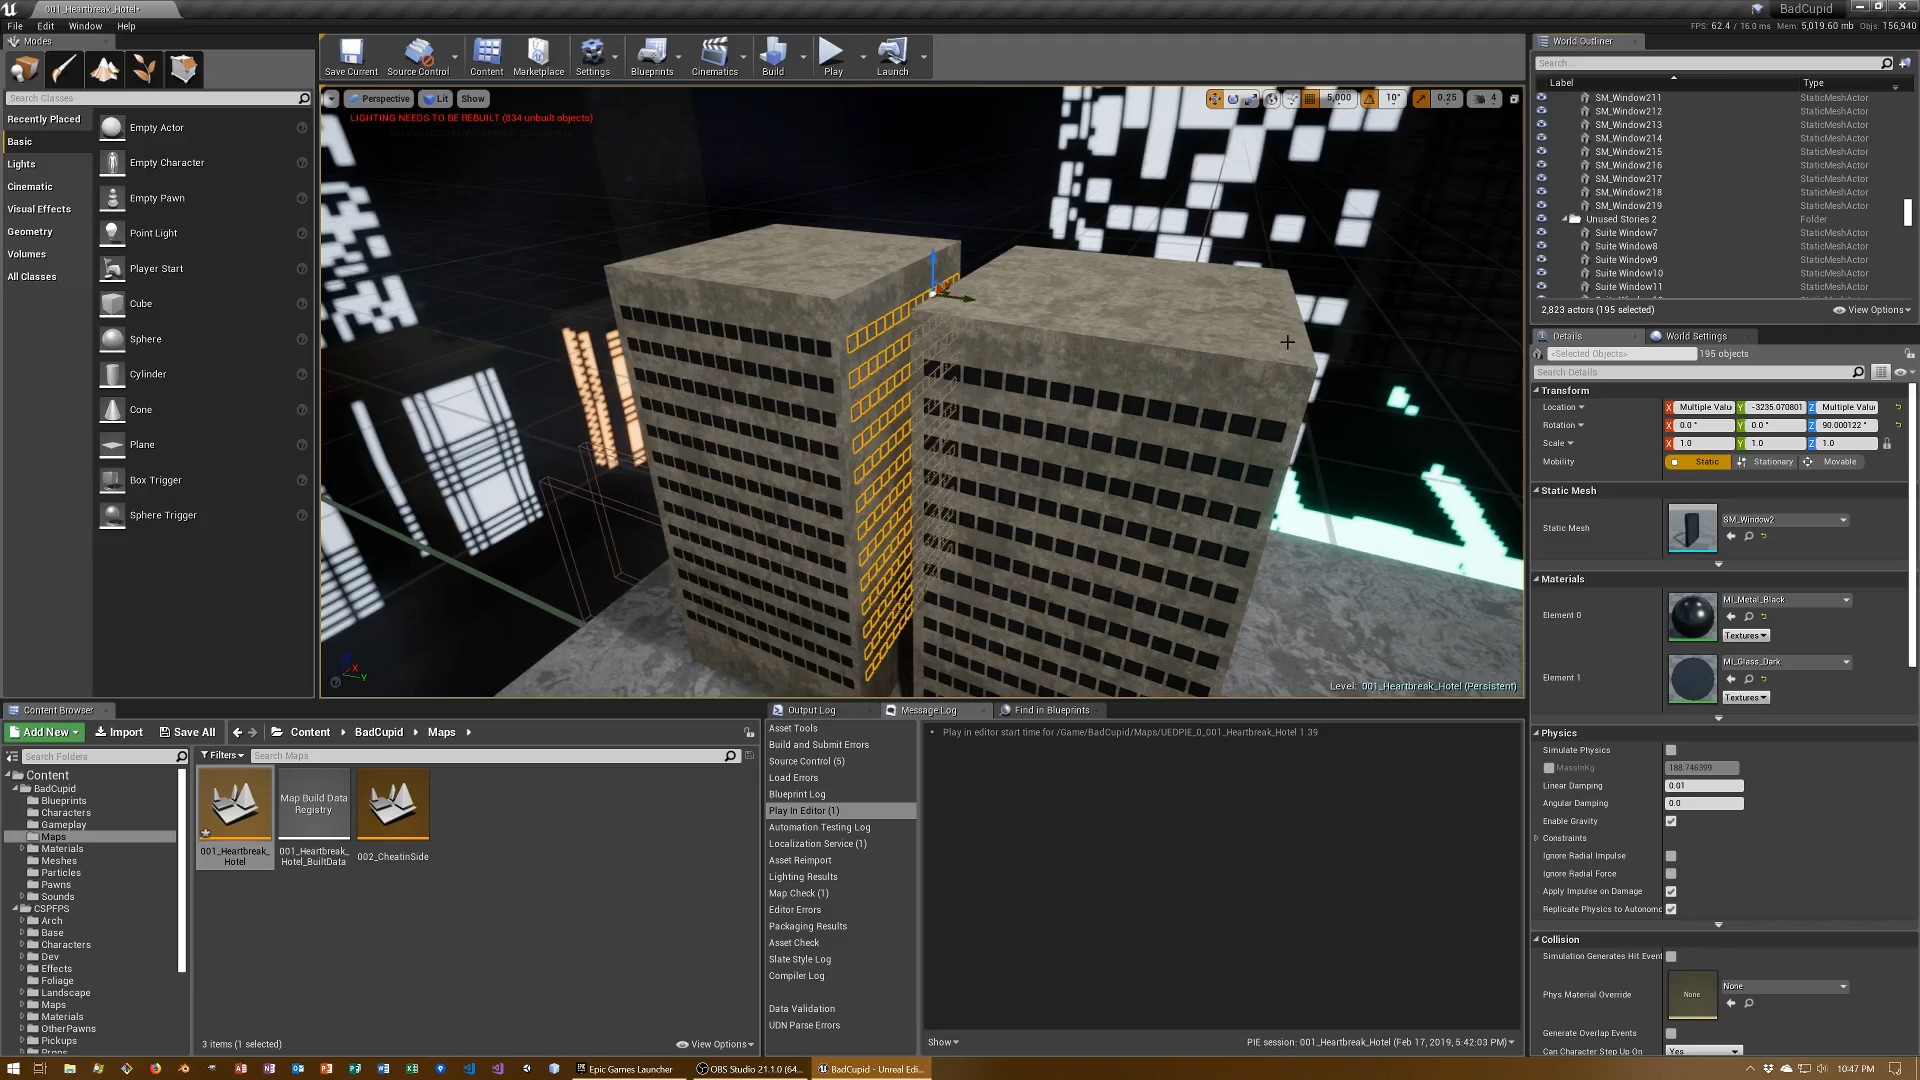 001_Heartbreak_Hotel*
BadCupid
File Edit Window Help
FPS: 62.4 / 16.0 ms Mem: 5,019.60 mb Objs: 156,940
Modes
Save Current
Source Control
Content
Marketplace
Settings
Blueprints
Cinematics
Build
Play
Launch
Search Classes
Recently Placed
Basic
Lights
Cinematic
Visual Effects
Geometry
Volumes
All Classes
Empty Actor
Empty Character
Empty Pawn
Point Light
Player Start
Cube
Sphere
Cylinder
Cone
Plane
Box Trigger
Sphere Trigger
Perspective
Lit
Show
5,000
10°
0.25
4
LIGHTING NEEDS TO BE REBUILT (834 unbuilt objects)
Level: 001_Heartbreak_Hotel (Persistent)
World Outliner
Search...
Label Type
SM_Window211 StaticMeshActor
SM_Window212 StaticMeshActor
SM_Window213 StaticMeshActor
SM_Window214 StaticMeshActor
SM_Window215 StaticMeshActor
SM_Window216 StaticMeshActor
SM_Window217 StaticMeshActor
SM_Window218 StaticMeshActor
SM_Window219 StaticMeshActor
Unused Stories 2 Folder
Suite Window7 StaticMeshActor
Suite Window8 StaticMeshActor
Suite Window9 StaticMeshActor
Suite Window10 StaticMeshActor
Suite Window11 StaticMeshActor
2,823 actors (195 selected)
View Options
Details
World Settings
<Selected Objects> 195 objects
Search Details
Transform
Location X Multiple Valu Y -3235.070801 Z Multiple Valu
Rotation X 0.0 ° Y 0.0 ° Z 90.000122 °
Scale X 1.0 Y 1.0 Z 1.0
Mobility Static Stationary Movable
Static Mesh
Static Mesh SM_Window2
Materials
Element 0 MI_Metal_Black
Textures
Element 1 MI_Glass_Dark
Textures
Physics
Simulate Physics
MassInKg 188.746399
Linear Damping 0.01
Angular Damping 0.0
Enable Gravity
Constraints
Ignore Radial Impulse
Ignore Radial Force
Apply Impulse on Damage
Replicate Physics to Autonomo
Collision
Simulation Generates Hit Event
Phys Material Override None None
Generate Overlap Events
Can Character Step Up On Yes
Content Browser
Add New Import Save All Content BadCupid Maps
Search Folders
Filters Search Maps
Content
BadCupid
Blueprints
Characters
Gameplay
Maps
Materials
Meshes
Particles
Pawns
Sounds
CSPFPS
Arch
Base
Characters
Dev
Effects
Foliage
Landscape
Maps
Materials
OtherPawns
Pickups
Props
001_Heartbreak_
Hotel
Map Build Data
Registry
001_Heartbreak_
Hotel_BuiltData
002_CheatinSide
3 items (1 selected)
View Options
Output Log
Message Log
Find in Blueprints
Asset Tools
Build and Submit Errors
Source Control (5)
Load Errors
Blueprint Log
Play In Editor (1)
Automation Testing Log
Localization Service (1)
Asset Reimport
Lighting Results
Map Check (1)
Editor Errors
Packaging Results
Asset Check
Slate Style Log
Compiler Log
Data Validation
UDN Parse Errors
Play in editor start time for /Game/BadCupid/Maps/UEDPIE_0_001_Heartbreak_Hotel 1.39
Show
PIE session: 001_Heartbreak_Hotel (Feb 17, 2019, 5:42:03 PM)
Epic Games Launcher
OBS Studio 21.1.0 (64...
BadCupid - Unreal Edi...
10:47 PM